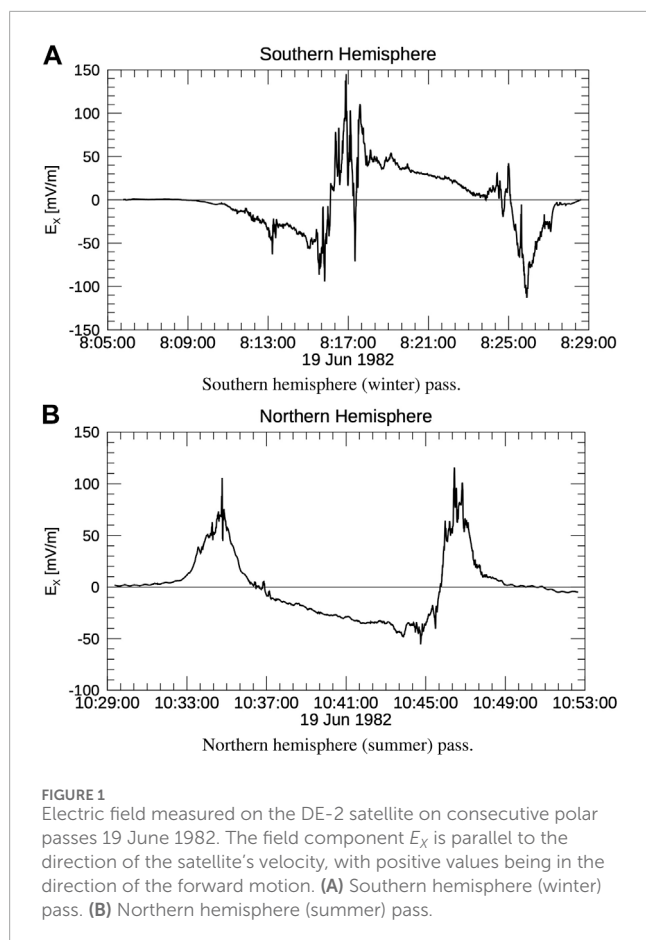 A
Southern Hemisphere
150
100
50
0
-50
-100
-150
E_X [mV/m]
8:05:00 8:09:00 8:13:00 8:17:00 8:21:00 8:25:00 8:29:00
19 Jun 1982
Southern hemisphere (winter) pass.
B
Northern Hemisphere
150
100
50
0
-50
-100
E_X [mV/m]
10:29:00 10:33:00 10:37:00 10:41:00 10:45:00 10:49:00 10:53:00
19 Jun 1982
Northern hemisphere (summer) pass.
FIGURE 1
Electric field measured on the DE-2 satellite on consecutive polar
passes 19 June 1982. The field component E_X is parallel to the
direction of the satellite's velocity, with positive values being in the
direction of the forward motion. (A) Southern hemisphere (winter)
pass. (B) Northern hemisphere (summer) pass.